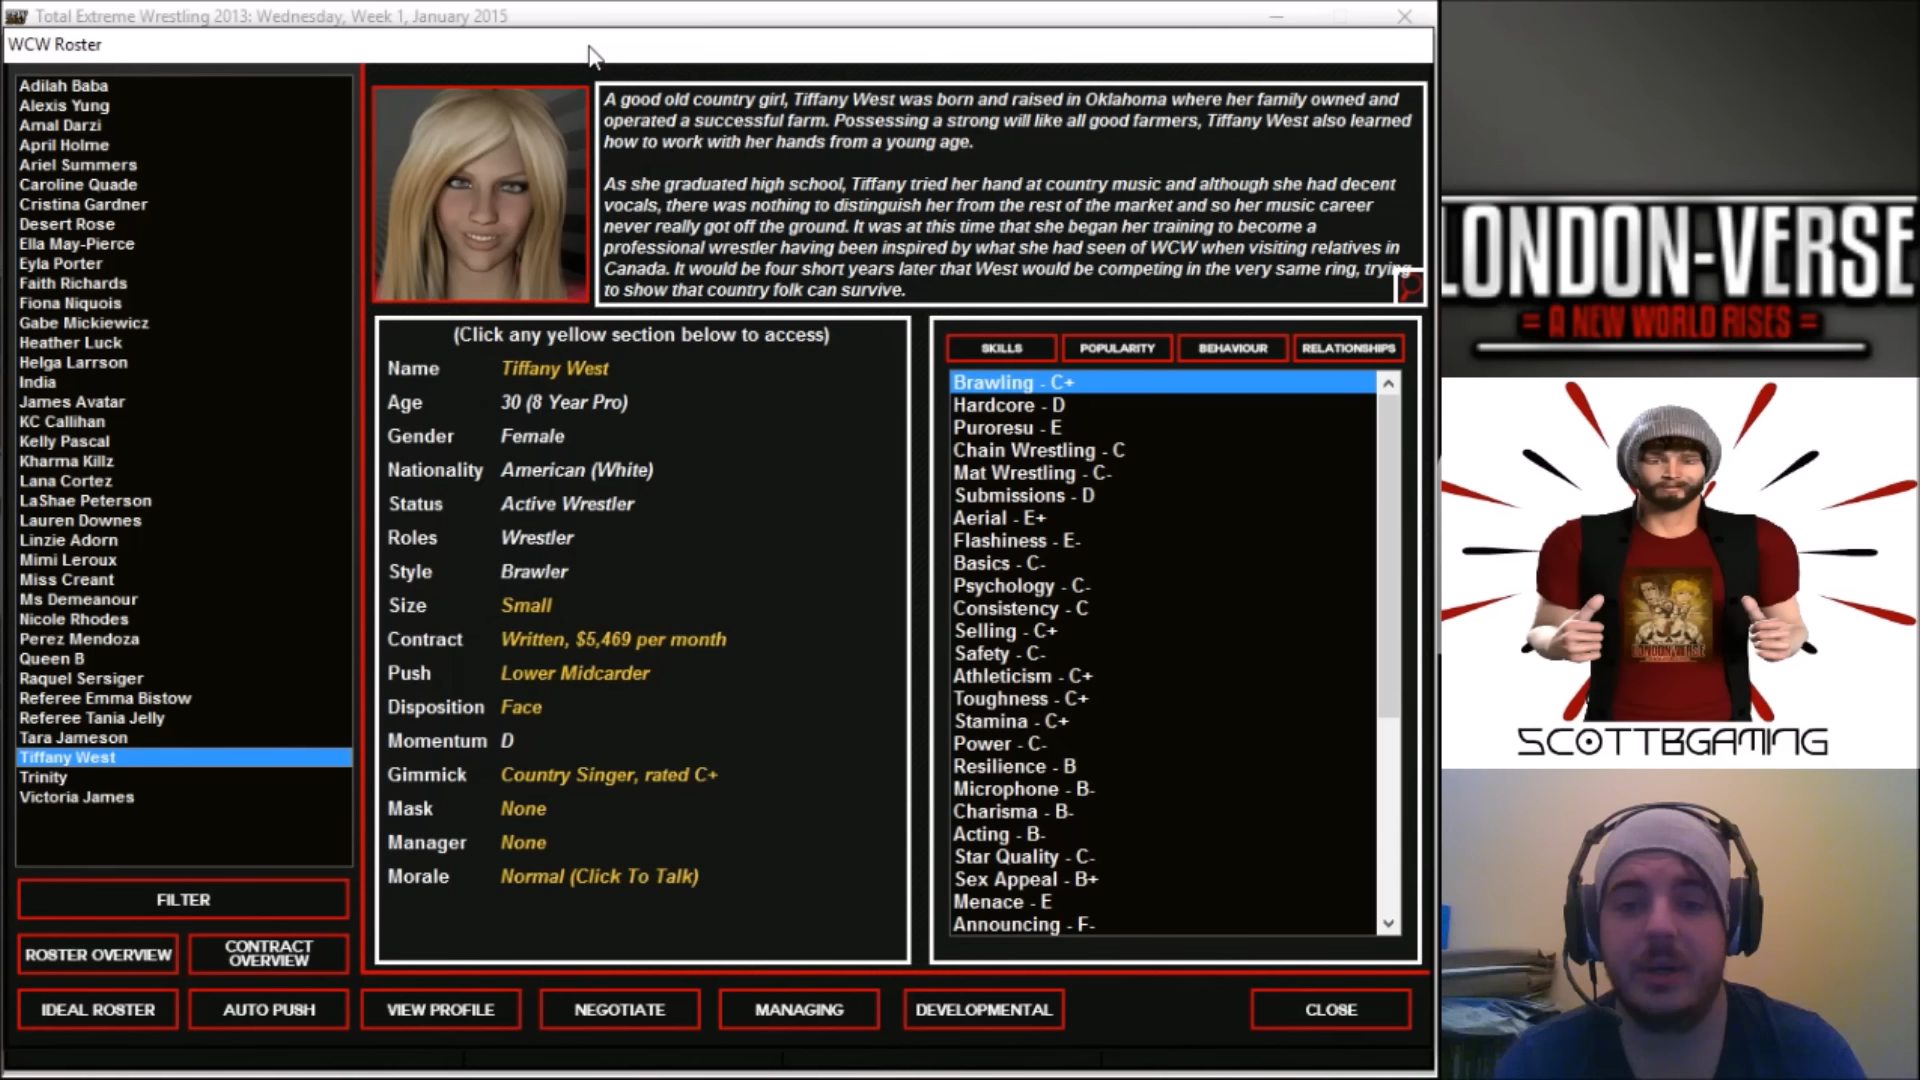 Total Extreme Wrestling 2013: Wednesday, Week 1, January 2015
WCW Roster
Adilah Baba
Alexis Yung
Amal Darzi
April Holme
Ariel Summers
Caroline Quade
Cristina Gardner
Desert Rose
Ella May-Pierce
Eyla Porter
Faith Richards
Fiona Niquois
Gabe Mickiewicz
Heather Luck
Helga Larrson
India
James Avatar
KC Callihan
Kelly Pascal
Kharma Killz
Lana Cortez
LaShae Peterson
Lauren Downes
Linzie Adorn
Mimi Leroux
Miss Creant
Ms Demeanour
Nicole Rhodes
Perez Mendoza
Queen B
Raquel Sersiger
Referee Emma Bistow
Referee Tania Jelly
Tara Jameson
Tiffany West
Trinity
Victoria James
FILTER
ROSTER OVERVIEW
CONTRACT
OVERVIEW
IDEAL ROSTER
AUTO PUSH
VIEW PROFILE
NEGOTIATE
MANAGING
DEVELOPMENTAL
CLOSE
A good old country girl, Tiffany West was born and raised in Oklahoma where her family owned and
operated a successful farm. Possessing a strong will like all good farmers, Tiffany West also learned
how to work with her hands from a young age.
As she graduated high school, Tiffany tried her hand at country music and although she had decent
vocals, there was nothing to distinguish her from the rest of the market and so her music career
never really got off the ground. It was at this time that she began her training to become a
professional wrestler having been inspired by what she had seen of WCW when visiting relatives in
Canada. It would be four short years later that West would be competing in the very same ring, trying
to show that country folk can survive.
(Click any yellow section below to access)
Name Tiffany West
Age 30 (8 Year Pro)
Gender Female
Nationality American (White)
Status Active Wrestler
Roles Wrestler
Style Brawler
Size Small
Contract Written, $5,469 per month
Push Lower Midcarder
Disposition Face
Momentum D
Gimmick Country Singer, rated C+
Mask None
Manager None
Morale Normal (Click To Talk)
SKILLS
POPULARITY
BEHAVIOUR
RELATIONSHIPS
Brawling - C+
Hardcore - D
Puroresu - E
Chain Wrestling - C
Mat Wrestling - C-
Submissions - D
Aerial - E+
Flashiness - E-
Basics - C-
Psychology - C-
Consistency - C
Selling - C+
Safety - C-
Athleticism - C+
Toughness - C+
Stamina - C+
Power - C-
Resilience - B
Microphone - B-
Charisma - B-
Acting - B-
Star Quality - C-
Sex Appeal - B+
Menace - E
Announcing - F-
LONDON-VERSE
= A NEW WORLD RISES =
LONDON-VERSE
SCOTTBGAMING